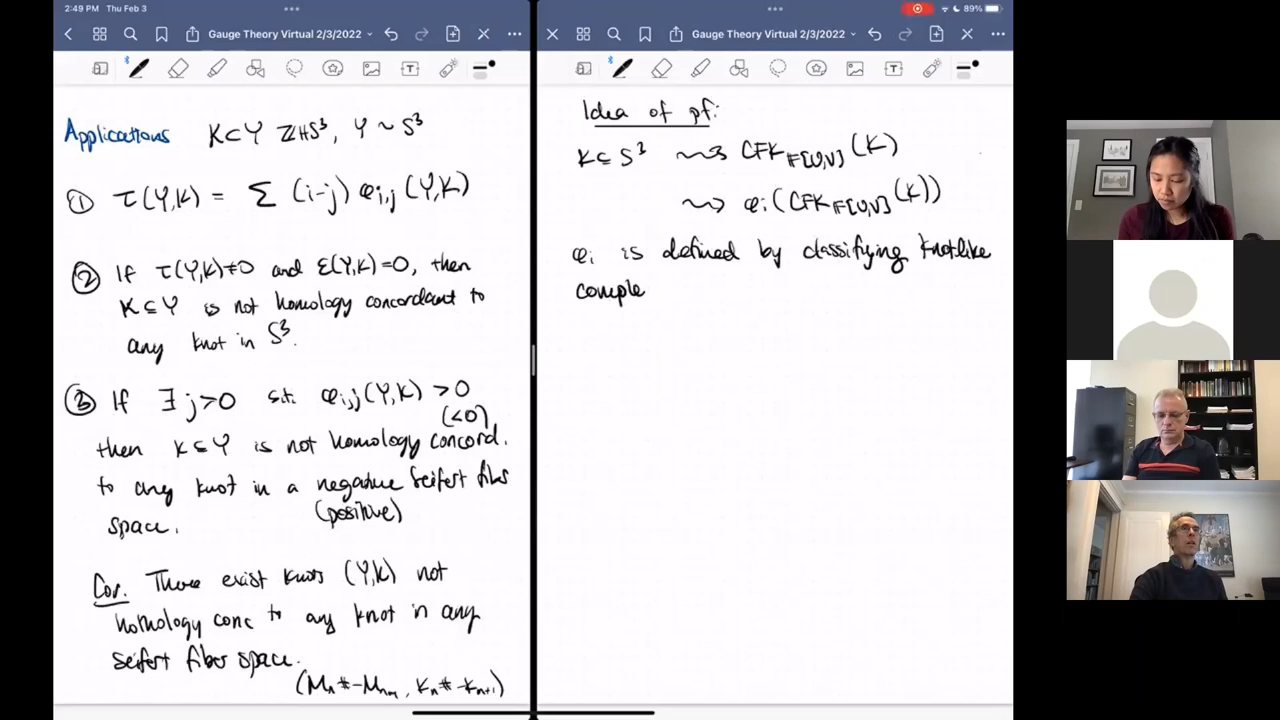 2:49 PM Thu Feb 3
89%
Gauge Theory Virtual 2/3/2022
Gauge Theory Virtual 2/3/2022
Applications K⊂Y ZHS³, Y ~ S³
① τ(Y,K) = Σ (i-j) φi,j (Y,K)
② If τ(Y,K)≠0 and ε(Y,K)=0, then
K⊆Y is not homology concordant to
any knot in S³.
③ If ∃ j>0 s.t. φi,j(Y,K) >0
(<0)
then K⊆Y is not homology concord.
to any knot in a negative Seifert fiber
(positive)
space.
Cor. There exist knots (Y,K) not
homology conc to any knot in any
Seifert fiber space.
(Mn#-Mn+1, Kn#-Kn+1)
Idea of pf:
K⊆S³ ⇝ CFK F[U,V] (K)
⇝ φi(CFK F[U,V] (K))
φi is defined by classifying knotlike
comple